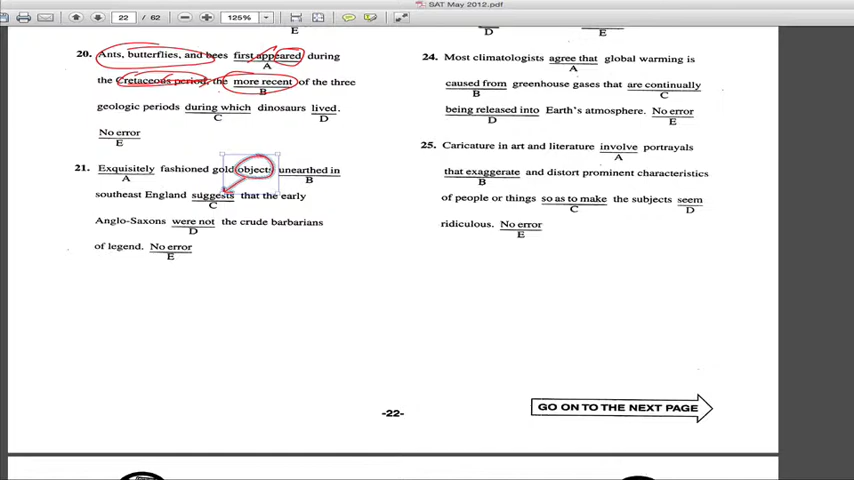 SAT May 2012.pdf
22 / 62
125%
E
20. Ants, butterflies, and bees first appeared during
A
the Cretaceous period, the more recent of the three
B
geologic periods during which dinosaurs lived.
C D
No error
E
21. Exquisitely fashioned gold objects unearthed in
A B
southeast England suggests that the early
C
Anglo-Saxons were not the crude barbarians
D
of legend. No error
E
D E
24. Most climatologists agree that global warming is
A
caused from greenhouse gases that are continually
B C
being released into Earth's atmosphere. No error
D E
25. Caricature in art and literature involve portrayals
A
that exaggerate and distort prominent characteristics
B
of people or things so as to make the subjects seem
C D
ridiculous. No error
E
-22-
GO ON TO THE NEXT PAGE